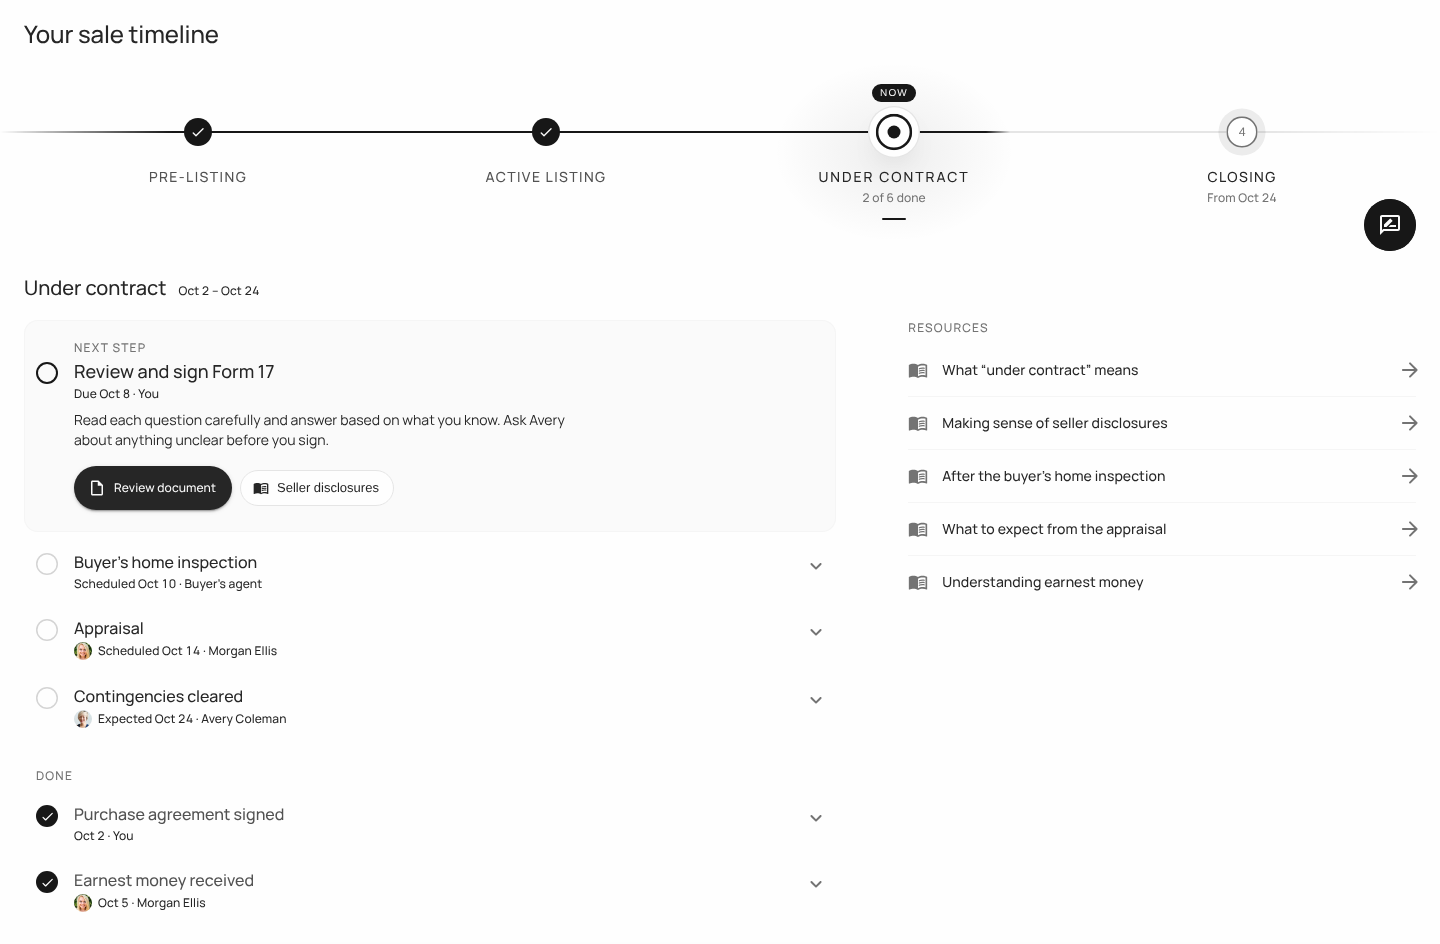 Your sale timeline
NOW
4
PRE-LISTING
ACTIVE LISTING
UNDER CONTRACT
2 of 6 done
CLOSING
From Oct 24
Under contract
Oct 2 – Oct 24
NEXT STEP
Review and sign Form 17
Due Oct 8 · You
Read each question carefully and answer based on what you know. Ask Avery
about anything unclear before you sign.
Review document
Seller disclosures
Buyer’s home inspection
Scheduled Oct 10 · Buyer’s agent
Appraisal
Scheduled Oct 14 · Morgan Ellis
Contingencies cleared
Expected Oct 24 · Avery Coleman
DONE
Purchase agreement signed
Oct 2 · You
Earnest money received
Oct 5 · Morgan Ellis
RESOURCES
What “under contract” means
Making sense of seller disclosures
After the buyer’s home inspection
What to expect from the appraisal
Understanding earnest money